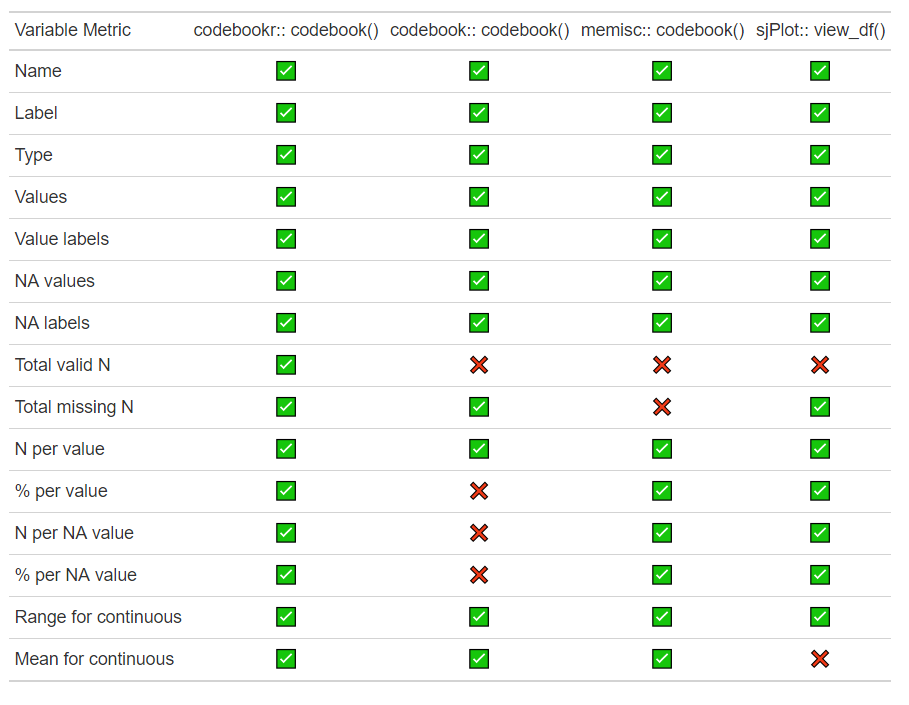 Variable Metric codebookr:: codebook() codebook:: codebook() memisc:: codebook() sjPlot:: view_df()
Name ✅ ✅ ✅ ✅
Label ✅ ✅ ✅ ✅
Type ✅ ✅ ✅ ✅
Values ✅ ✅ ✅ ✅
Value labels ✅ ✅ ✅ ✅
NA values ✅ ✅ ✅ ✅
NA labels ✅ ✅ ✅ ✅
Total valid N ✅ ❌ ❌ ❌
Total missing N ✅ ✅ ❌ ✅
N per value ✅ ✅ ✅ ✅
% per value ✅ ❌ ✅ ✅
N per NA value ✅ ❌ ✅ ✅
% per NA value ✅ ❌ ✅ ✅
Range for continuous ✅ ✅ ✅ ✅
Mean for continuous ✅ ✅ ✅ ❌